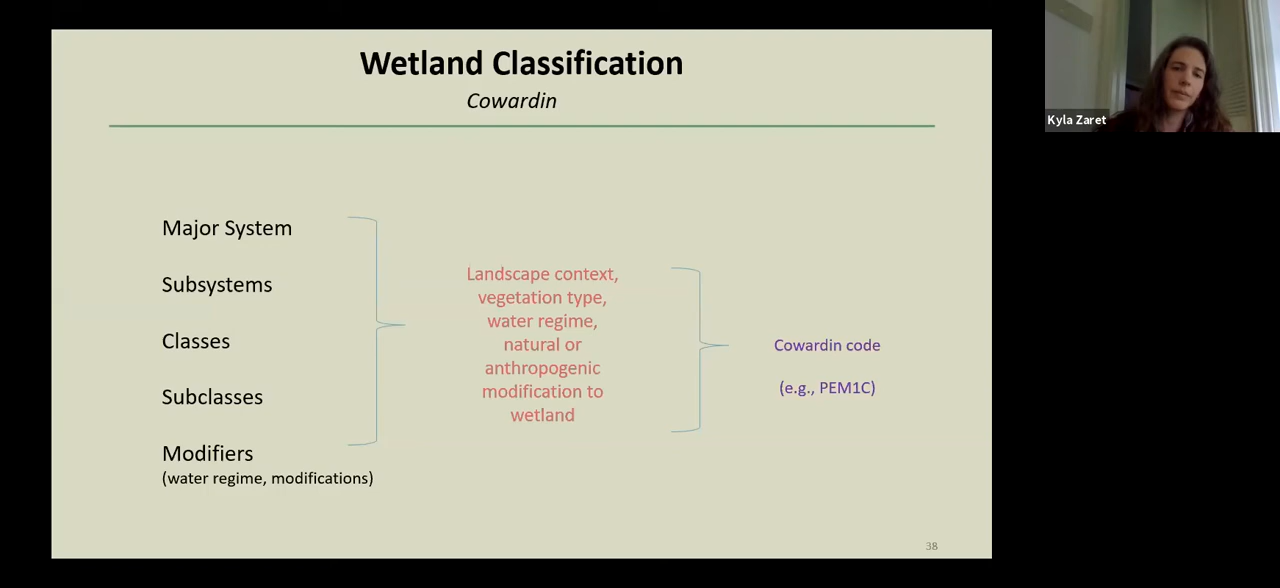 Wetland Classification
Cowardin
Major System
Subsystems
Classes
Subclasses
Modifiers
(water regime, modifications)
Landscape context,
vegetation type,
water regime,
natural or
anthropogenic
modification to
wetland
Cowardin code
(e.g., PEM1C)
38
Kyla Zaret